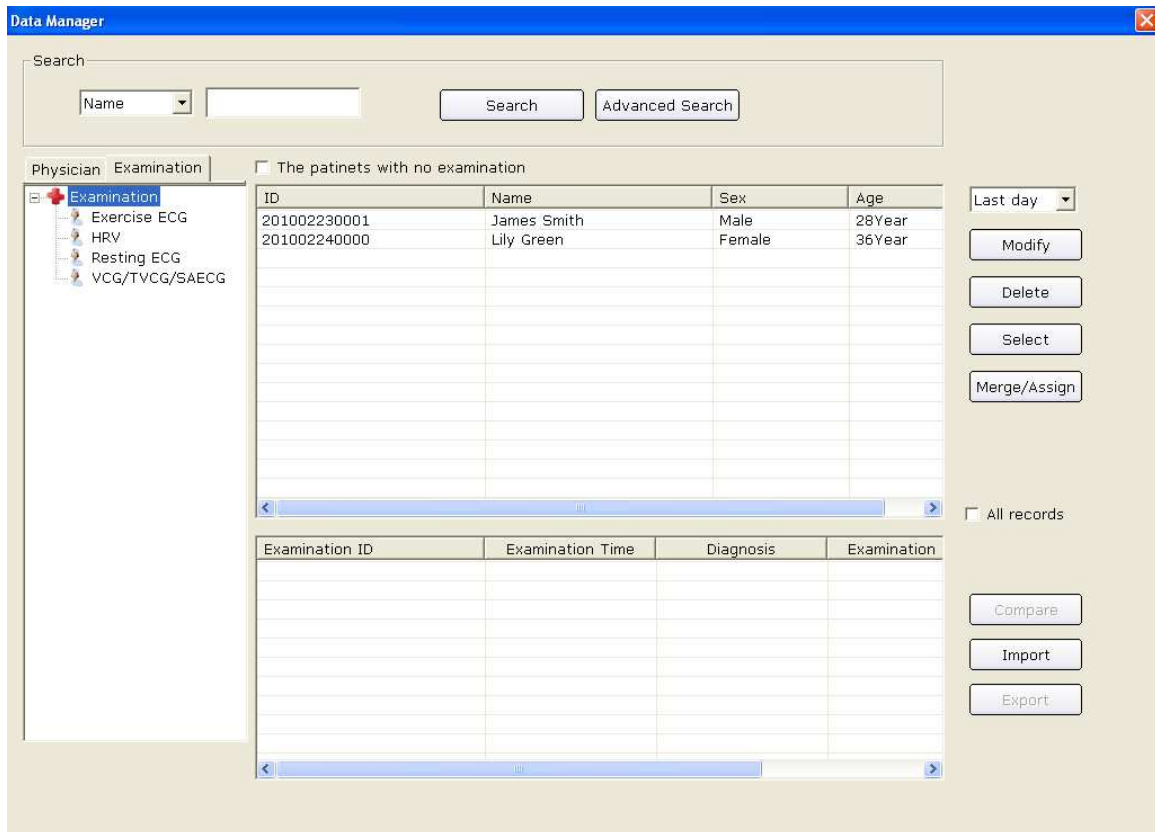 Data Manager
Search
Name
Search
Advanced Search
Physician
Examination
The patinets with no examination
Examination
Exercise ECG
HRV
Resting ECG
VCG/TVCG/SAECG
ID Name Sex Age
201002230001 James Smith Male 28Year
201002240000 Lily Green Female 36Year
Last day
Modify
Delete
Select
Merge/Assign
All records
Examination ID Examination Time Diagnosis Examination
Compare
Import
Export